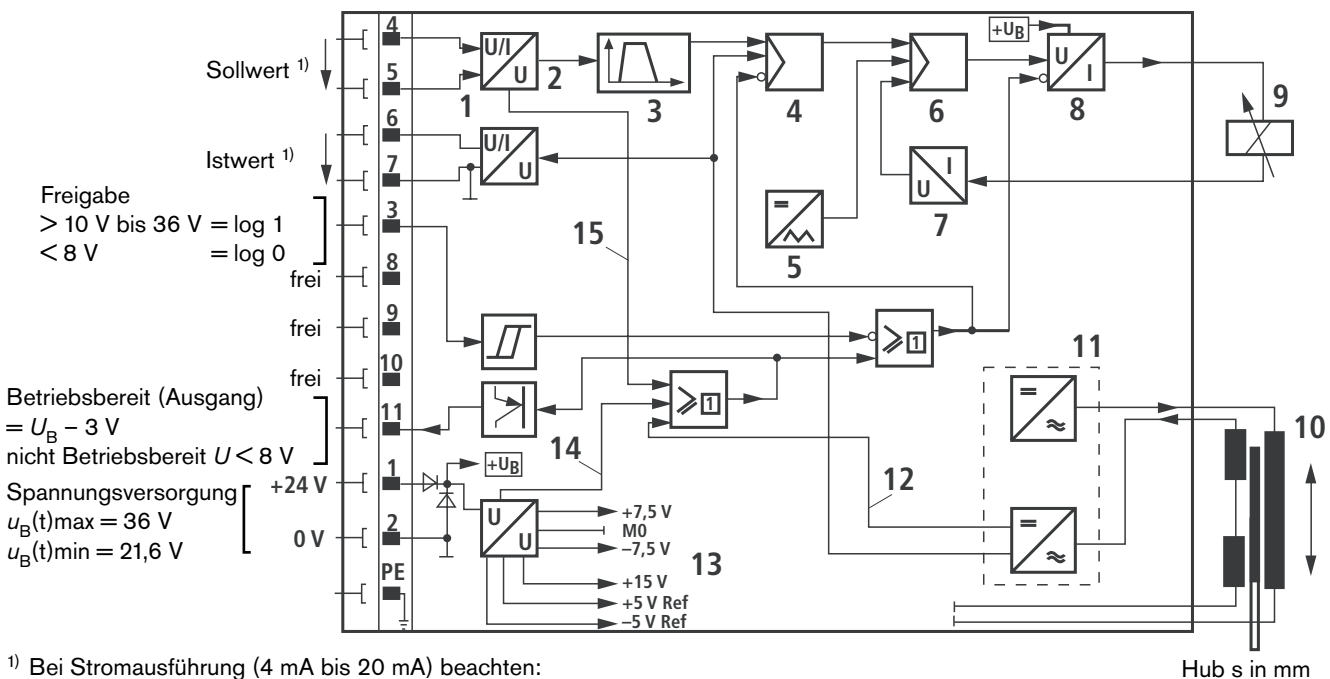 Sollwert 1)
Istwert 1)
Freigabe
> 10 V bis 36 V = log 1
< 8 V = log 0
frei
frei
frei
Betriebsbereit (Ausgang)
= UB – 3 V
nicht Betriebsbereit U < 8 V
Spannungsversorgung
uB(t)max = 36 V
uB(t)min = 21,6 V
+24 V
0 V
4
5
6
7
3
8
9
10
11
1
2
PE
U/I
U
1
2
3
4
6
+UB
U
I
8
9
U/I
U
I
U
7
=
5
15
≥ 1
≥ 1
11
=
≈
=
≈
10
14
12
+UB
U
U
+7,5 V
M0
–7,5 V
13
+15 V
+5 V Ref
–5 V Ref
1) Bei Stromausführung (4 mA bis 20 mA) beachten:
Hub s in mm